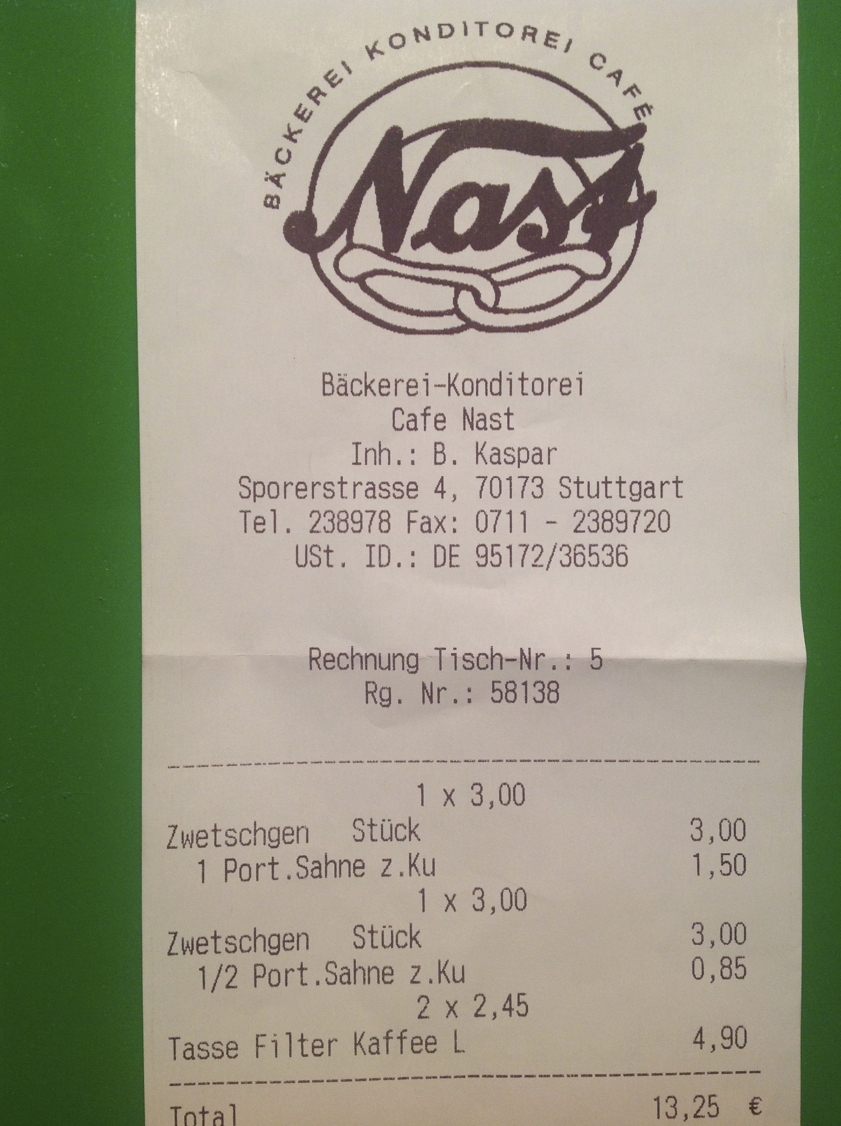 BÄCKEREI KONDITOREI CAFÉ
Nast
Bäckerei-Konditorei
Cafe Nast
Inh.: B. Kaspar
Sporerstrasse 4, 70173 Stuttgart
Tel. 238978 Fax: 0711 - 2389720
USt. ID.: DE 95172/36536
Rechnung Tisch-Nr.: 5
Rg. Nr.: 58138
1 x 3,00
Zwetschgen Stück 3,00
1 Port.Sahne z.Ku 1,50
1 x 3,00
Zwetschgen Stück 3,00
1/2 Port.Sahne z.Ku 0,85
2 x 2,45
Tasse Filter Kaffee L 4,90
Total 13,25 €